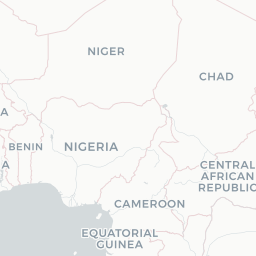 NIGER
CHAD
A
BENIN
NIGERIA
A
CENTRAL
AFRICAN
REPUBLIC
CAMEROON
EQUATORIAL
GUINEA